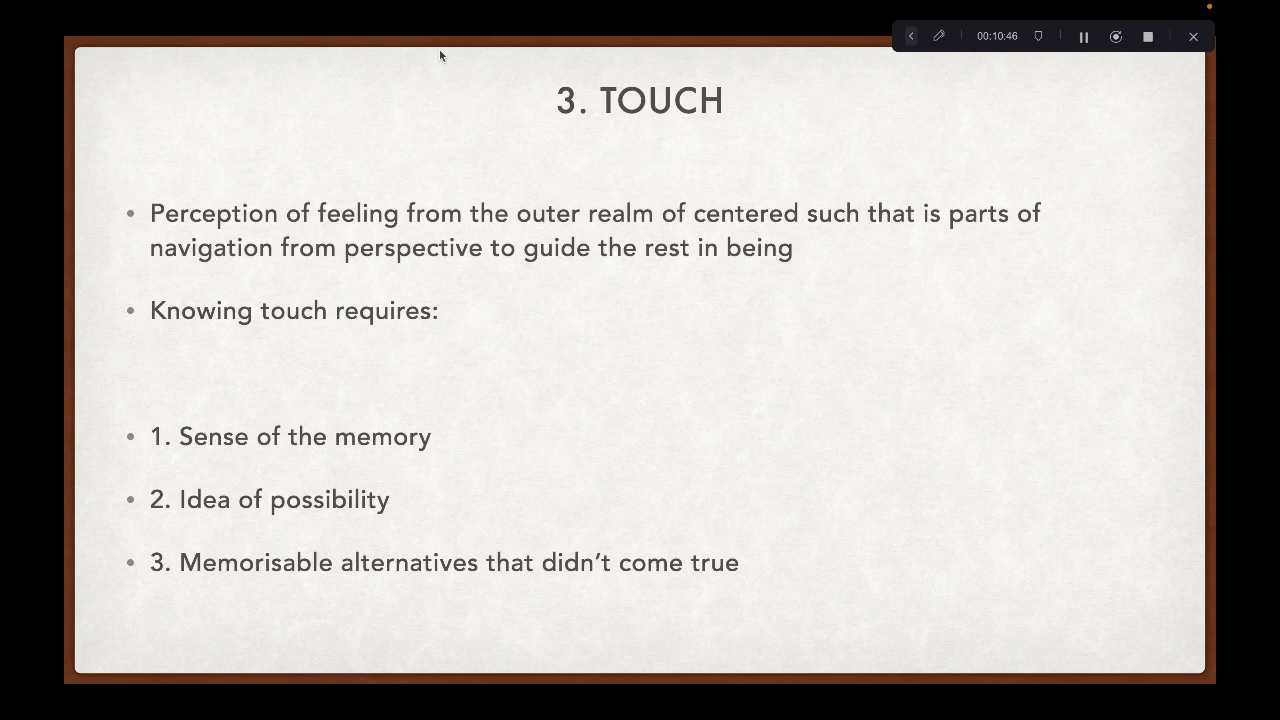 00:10:46
3. TOUCH
• Perception of feeling from the outer realm of centered such that is parts of
navigation from perspective to guide the rest in being
• Knowing touch requires:
• 1. Sense of the memory
• 2. Idea of possibility
• 3. Memorisable alternatives that didn’t come true